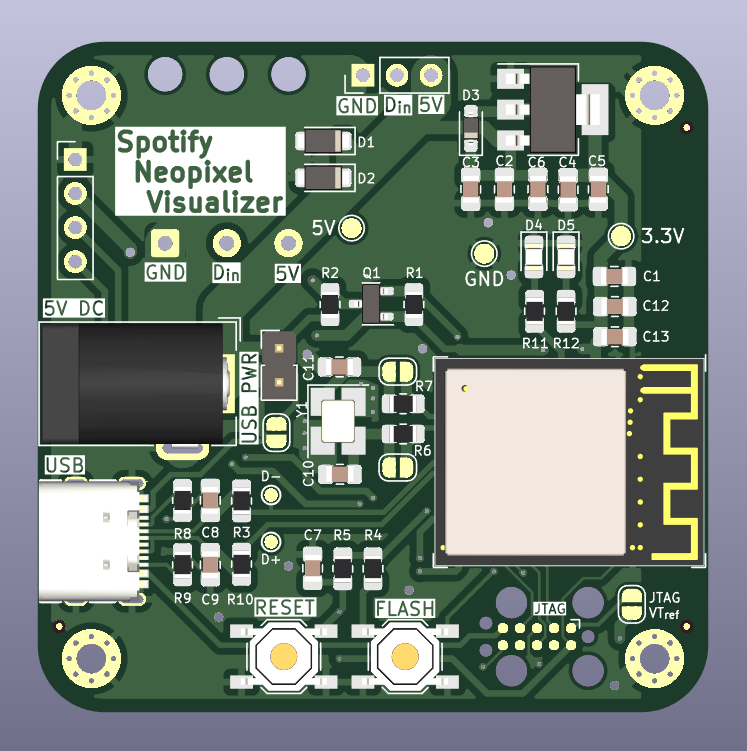 GND Din 5V
D3
Spotify
Neopixel
Visualizer
D1
D2
C3 C2 C6 C4 C5
5V
D4 D5
3.3V
GND Din 5V
GND
R2 Q1 R1
C1
5V DC
C12
R11 R12
C13
C11
USB PWR
Y1
R7
R6
C10
USB
D-
R8 C8 R3
D+
C7 R5 R4
R9 C9 R10
RESET
FLASH
JTAG
JTAG
VTref